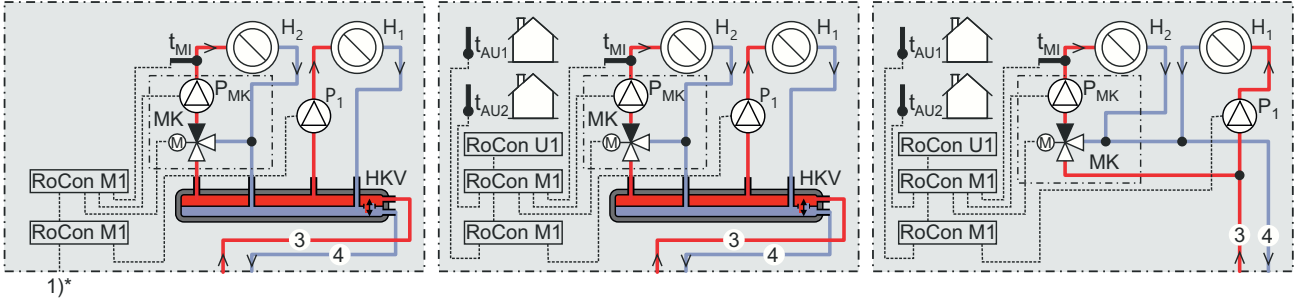 H₂ H₁
tMI
PMK P₁
MK
M
RoCon M1 HKV
RoCon M1
3
4
1)*
tAU1 tMI H₂ H₁
tAU2 PMK P₁
MK
RoCon U1 M
RoCon M1 HKV
RoCon M1
3
4
tAU1 tMI H₂ H₁
tAU2 PMK P₁
RoCon U1 M
MK
RoCon M1
RoCon M1
3 4